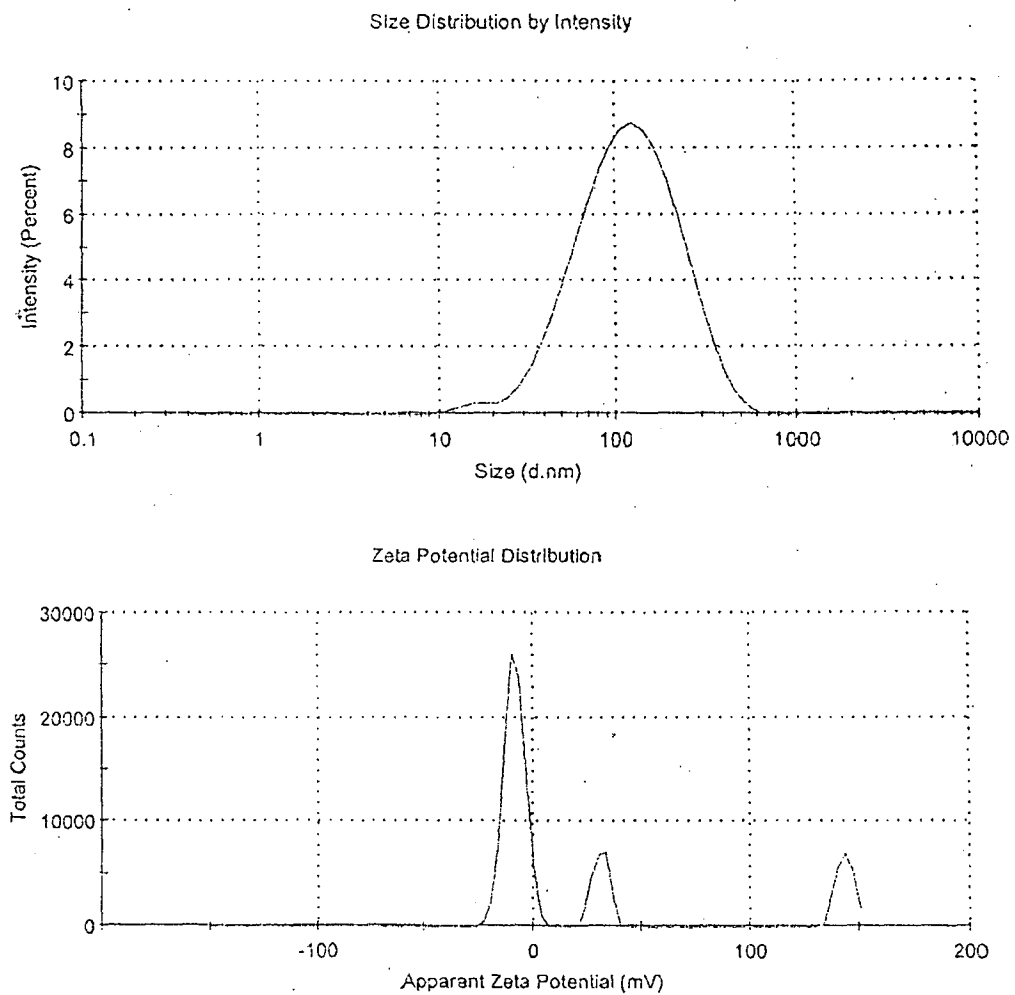 Size Distribution by Intensity
10
8
6
4
2
0
Intensity (Percent)
0.1 1 10 100 1000 10000
Size (d.nm)
Zeta Potential Distribution
30000
20000
10000
0
Total Counts
-100 0 100 200
Apparent Zeta Potential (mV)